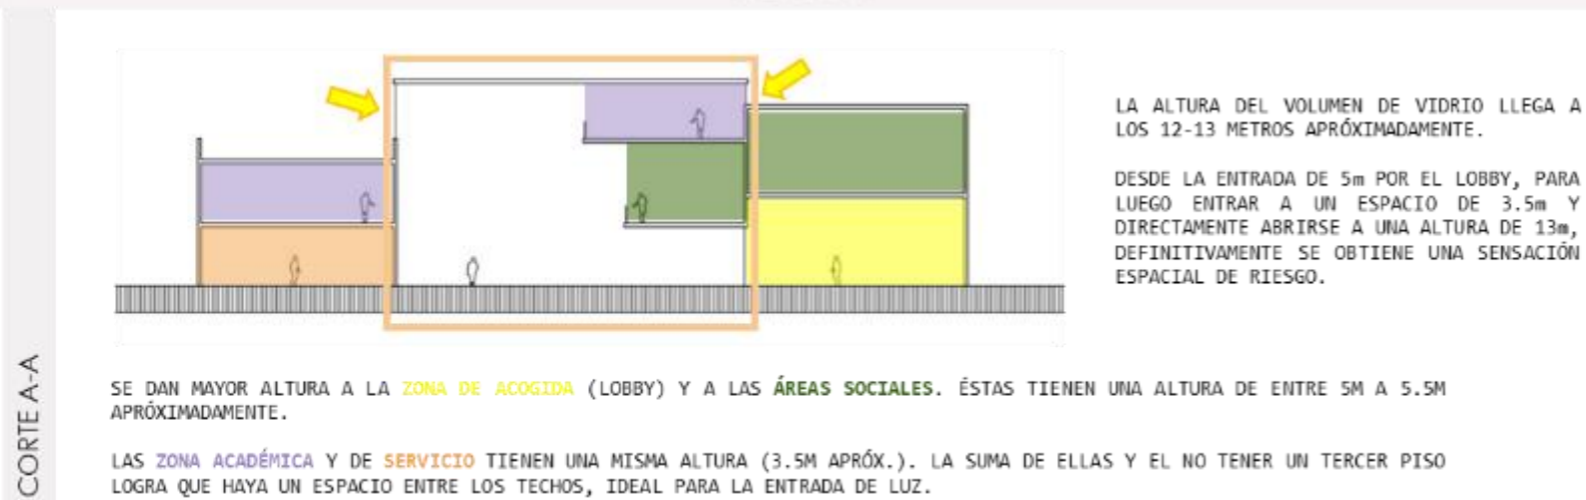 LA ALTURA DEL VOLUMEN DE VIDRIO LLEGA A
LOS 12-13 METROS APRÓXIMADAMENTE.
DESDE LA ENTRADA DE 5m POR EL LOBBY, PARA
LUEGO ENTRAR A UN ESPACIO DE 3.5m Y
DIRECTAMENTE ABRIRSE A UNA ALTURA DE 13m,
DEFINITIVAMENTE SE OBTIENE UNA SENSACIÓN
ESPACIAL DE RIESGO.
CORTE A-A
SE DAN MAYOR ALTURA A LA ZONA DE ACOGIDA (LOBBY) Y A LAS ÁREAS SOCIALES. ÉSTAS TIENEN UNA ALTURA DE ENTRE 5M A 5.5M
APRÓXIMADAMENTE.
LAS ZONA ACADÉMICA Y DE SERVICIO TIENEN UNA MISMA ALTURA (3.5M APRÓX.). LA SUMA DE ELLAS Y EL NO TENER UN TERCER PISO
LOGRA QUE HAYA UN ESPACIO ENTRE LOS TECHOS, IDEAL PARA LA ENTRADA DE LUZ.